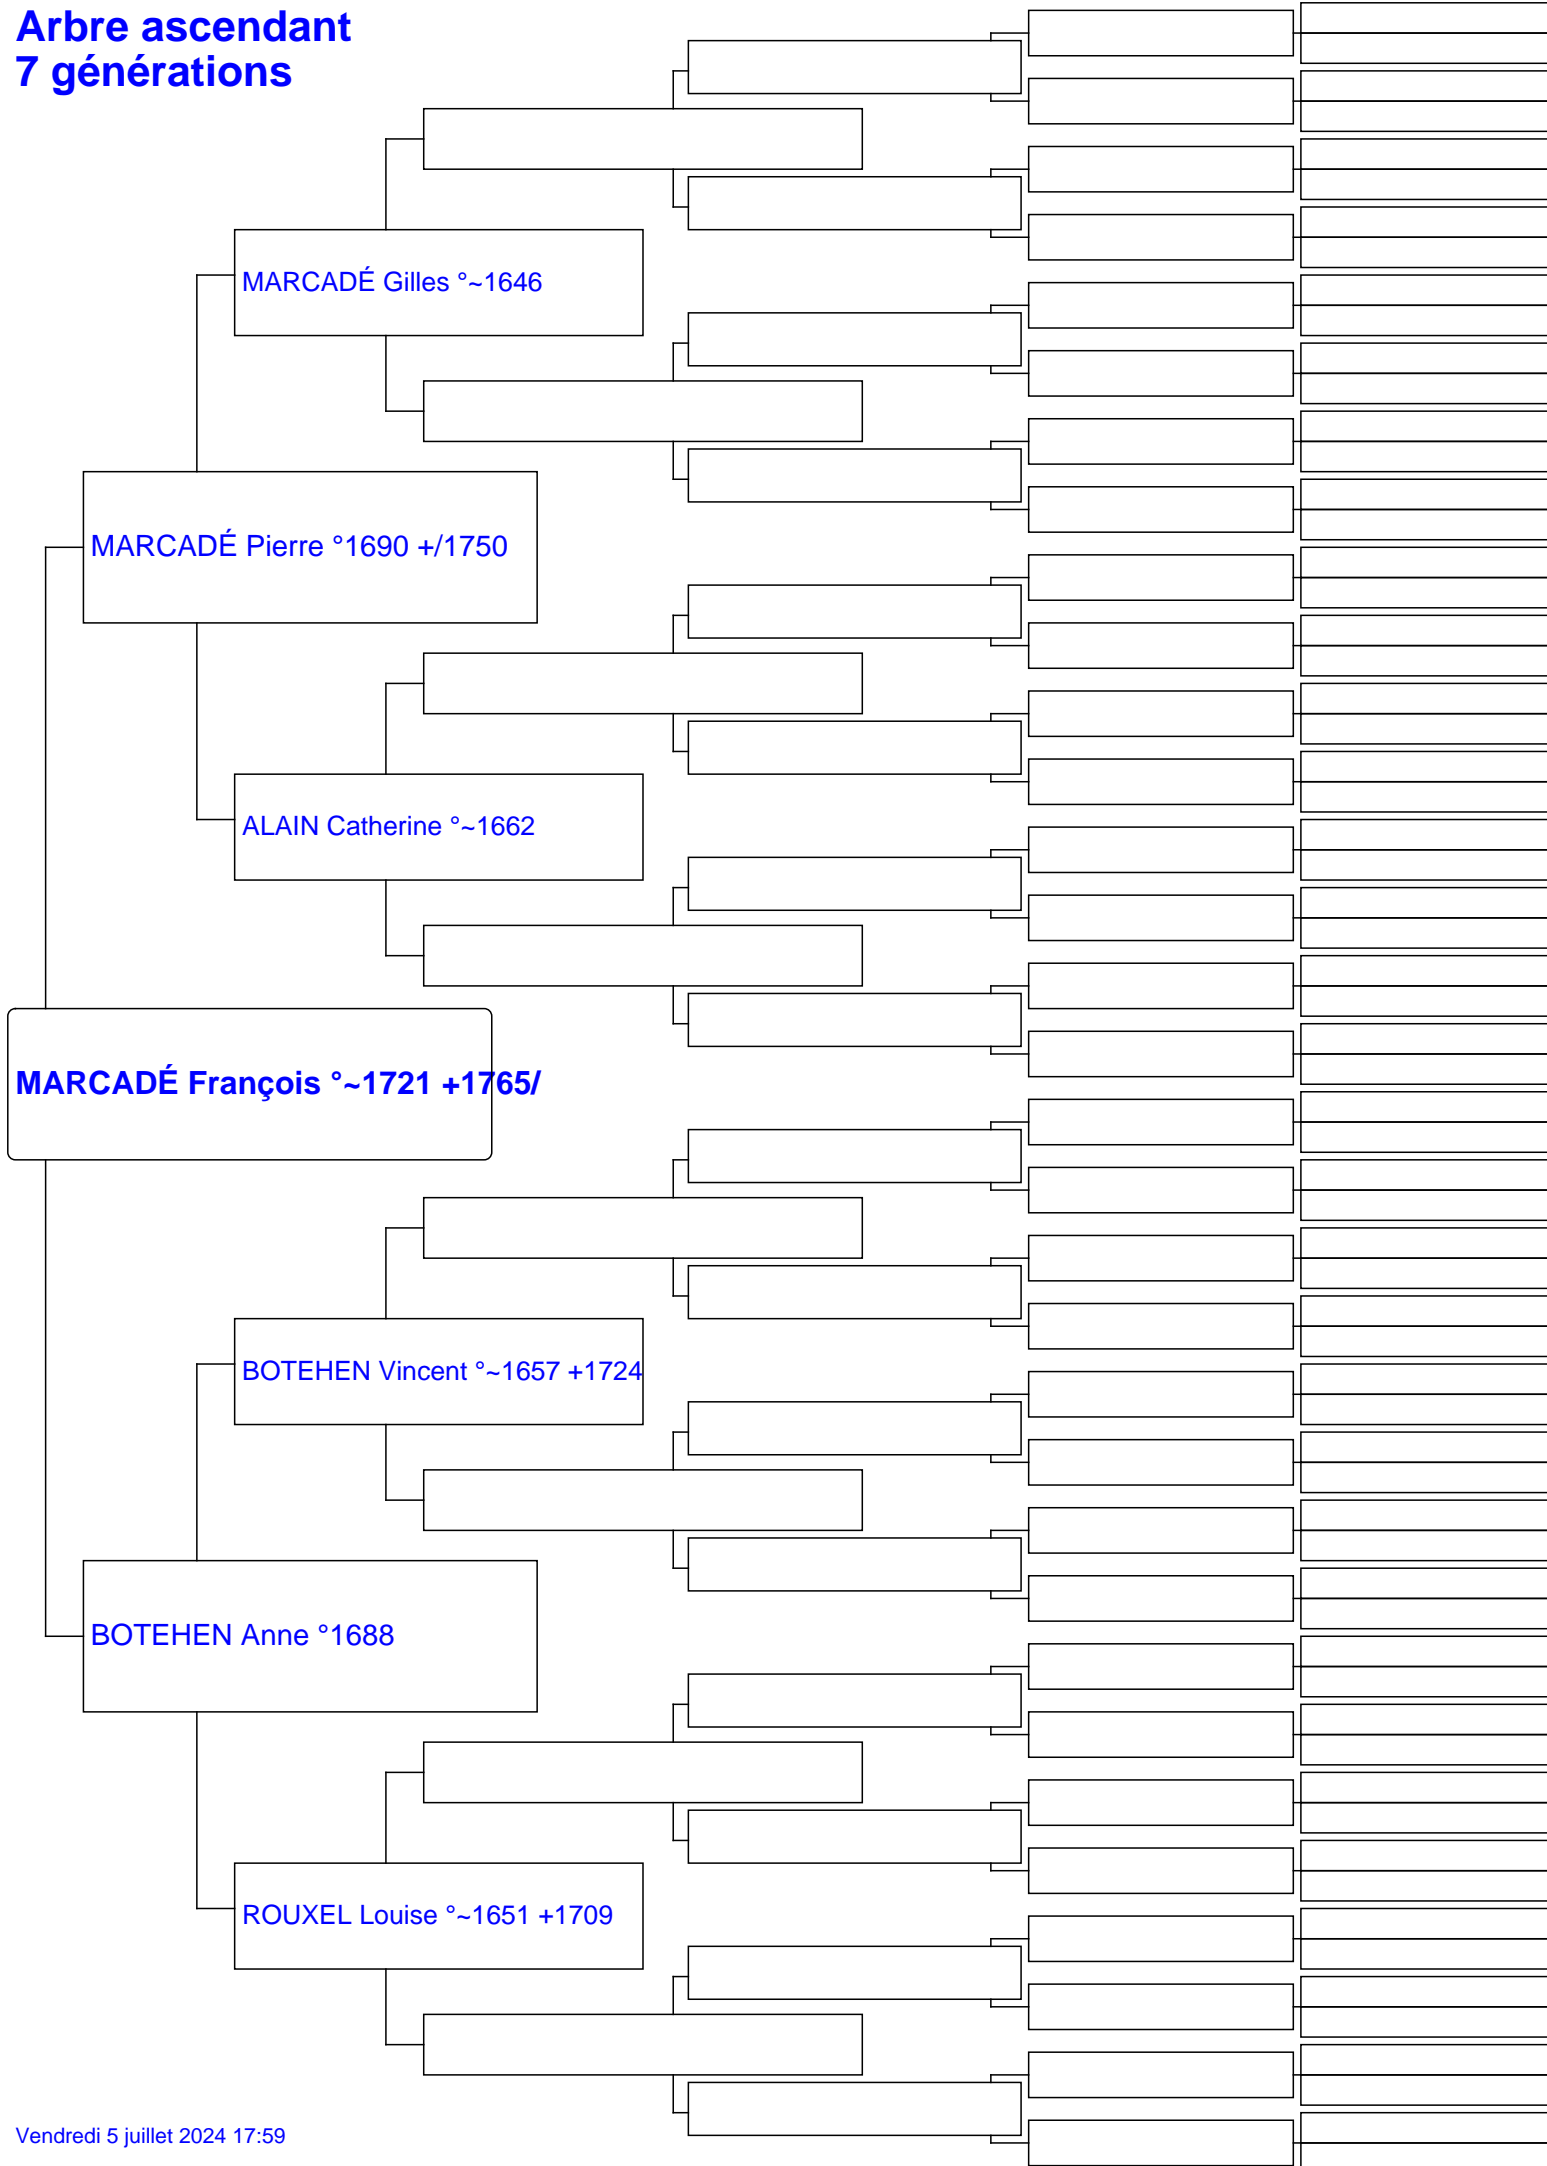 Arbre ascendant
7 générations
MARCADÉ Gilles °~1646
MARCADÉ Pierre °1690 +/1750
ALAIN Catherine °~1662
MARCADÉ François °~1721 +1765/
BOTEHEN Vincent °~1657 +1724
BOTEHEN Anne °1688
ROUXEL Louise °~1651 +1709
Vendredi 5 juillet 2024 17:59